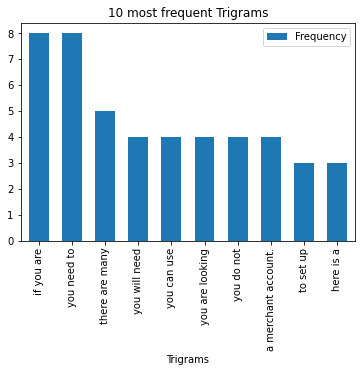 10 most frequent Trigrams
Frequency
8
7
6
5
4
3
2
1
0
if you are
you need to
there are many
you will need
you can use
you are looking
you do not
a merchant account.
to set up
here is a
Trigrams